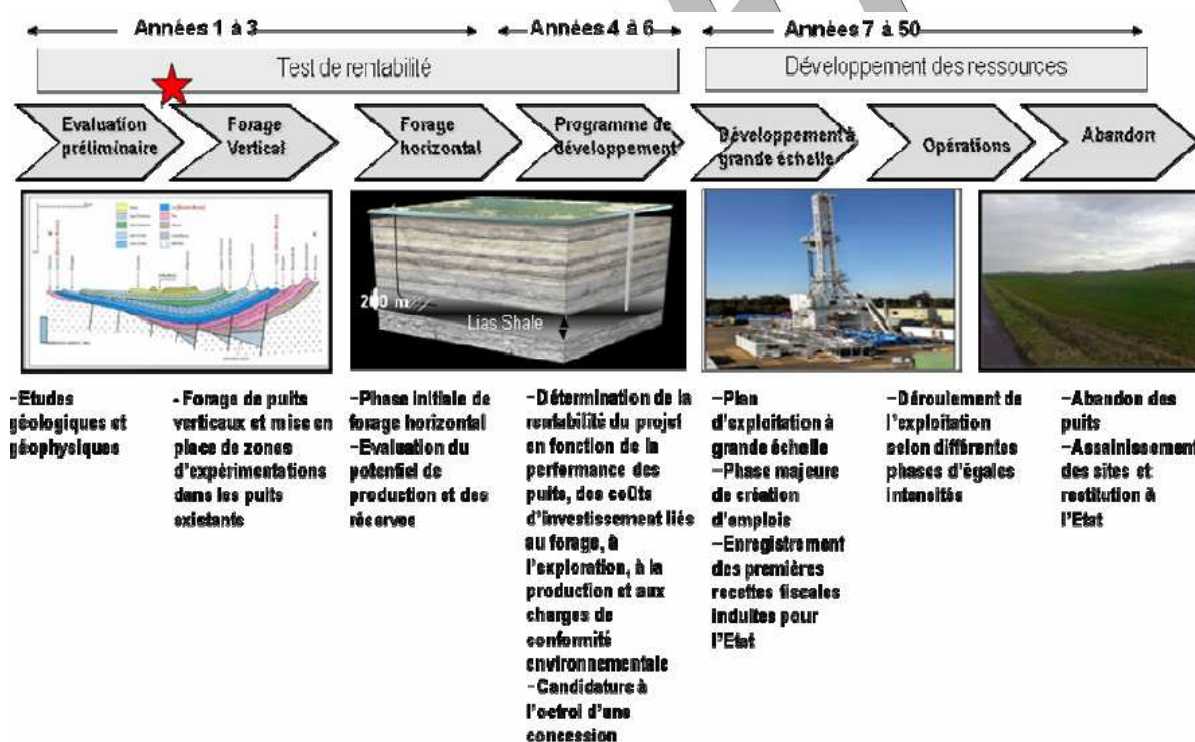 Années 1 à 3
Années 4 à 6
Années 7 à 50
Test de rentabilité
Développement des ressources
Evaluation
préliminaire
Forage
Vertical
Forage
horizontal
Programme de
développement
Développement à
grande échelle
Opérations
Abandon
200 m
Lias Shale
-Etudes
géologiques et
géophysiques
- Forage de puits
verticaux et mise en
place de zones
d'expérimentations
dans les puits
existants
-Phase initiale de
forage horizontal
-Evaluation du
potentiel de
production et des
réserves
-Détermination de la
rentabilité du projet
en fonction de la
performance des
puits, des coûts
d'investissement liés
au forage, à
l'exploration, à la
production et aux
charges de
conformité
environnementale
-Candidature à
l'octroi d'une
concession
-Plan
d'exploitation à
grande échelle
-Phase majeure
de création
d'emplois
-Enregistrement
des premières
recettes fiscales
induites pour
l'Etat
-Déroulement de
l'exploitation
selon différentes
phases d'égales
intensités
-Abandon des
puits
-Assainissement
des sites et
restitution à
l'Etat